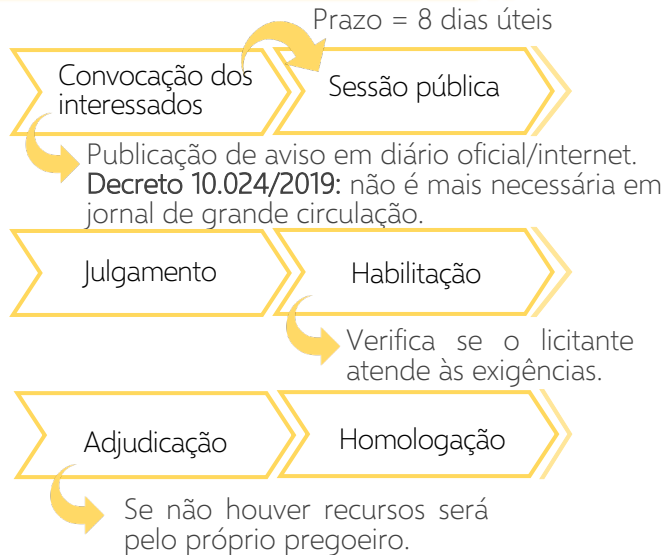 Prazo = 8 dias úteis
Convocação dos
interessados
Sessão pública
Publicação de aviso em diário oficial/internet.
Decreto 10.024/2019: não é mais necessária em
jornal de grande circulação.
Julgamento
Habilitação
Verifica se o licitante
atende às exigências.
Adjudicação
Homologação
Se não houver recursos será
pelo próprio pregoeiro.